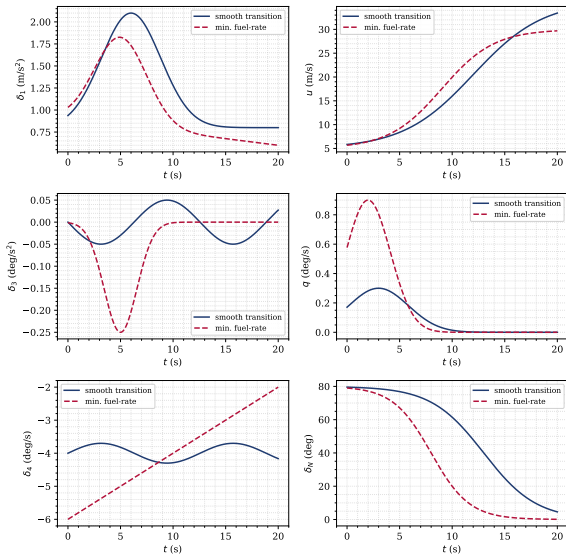 δ₁ (m/s²)
2.00
1.75
1.50
1.25
1.00
0.75
smooth transition
min. fuel-rate
0 5 10 15 20
t (s)
u (m/s)
30
25
20
15
10
5
smooth transition
min. fuel-rate
0 5 10 15 20
t (s)
δ₃ (deg/s²)
0.05
0.00
−0.05
−0.10
−0.15
−0.20
−0.25
smooth transition
min. fuel-rate
0 5 10 15 20
t (s)
q (deg/s)
0.8
0.6
0.4
0.2
0.0
smooth transition
min. fuel-rate
0 5 10 15 20
t (s)
δ₄ (deg/s)
−2
−3
−4
−5
−6
smooth transition
min. fuel-rate
0 5 10 15 20
t (s)
δ_N (deg)
80
60
40
20
0
smooth transition
min. fuel-rate
0 5 10 15 20
t (s)